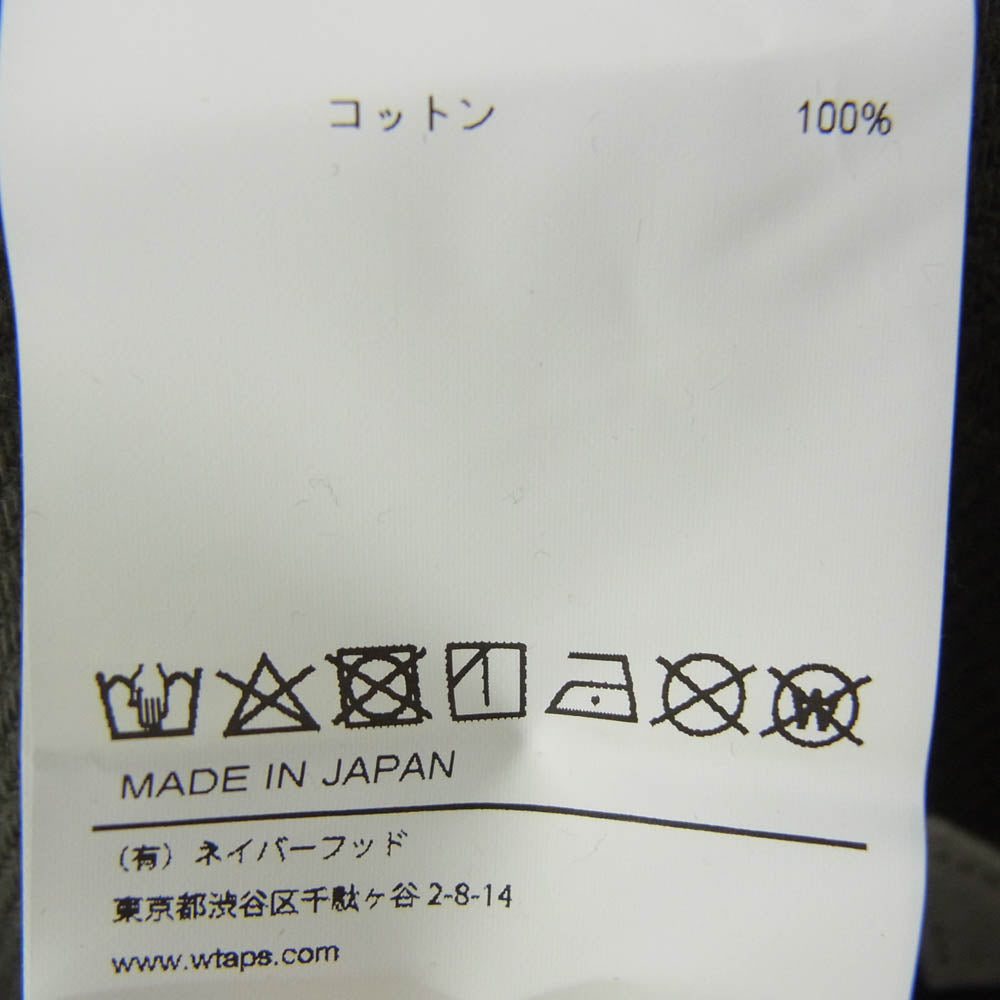 コットン 100%
W
MADE IN JAPAN
（有）ネイバーフッド
東京都渋谷区千駄ヶ谷 2-8-14
www.wtaps.com